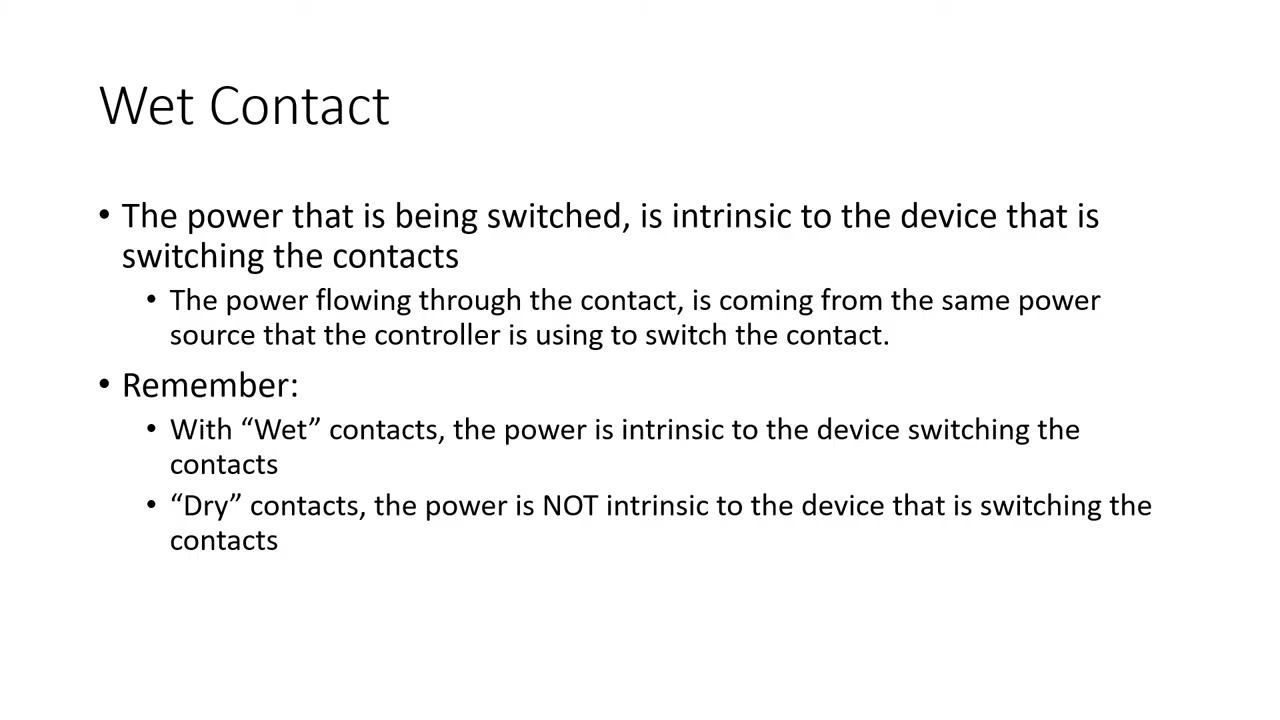 Wet Contact
• The power that is being switched, is intrinsic to the device that is
switching the contacts
• The power flowing through the contact, is coming from the same power
source that the controller is using to switch the contact.
• Remember:
• With “Wet” contacts, the power is intrinsic to the device switching the
contacts
• “Dry” contacts, the power is NOT intrinsic to the device that is switching the
contacts